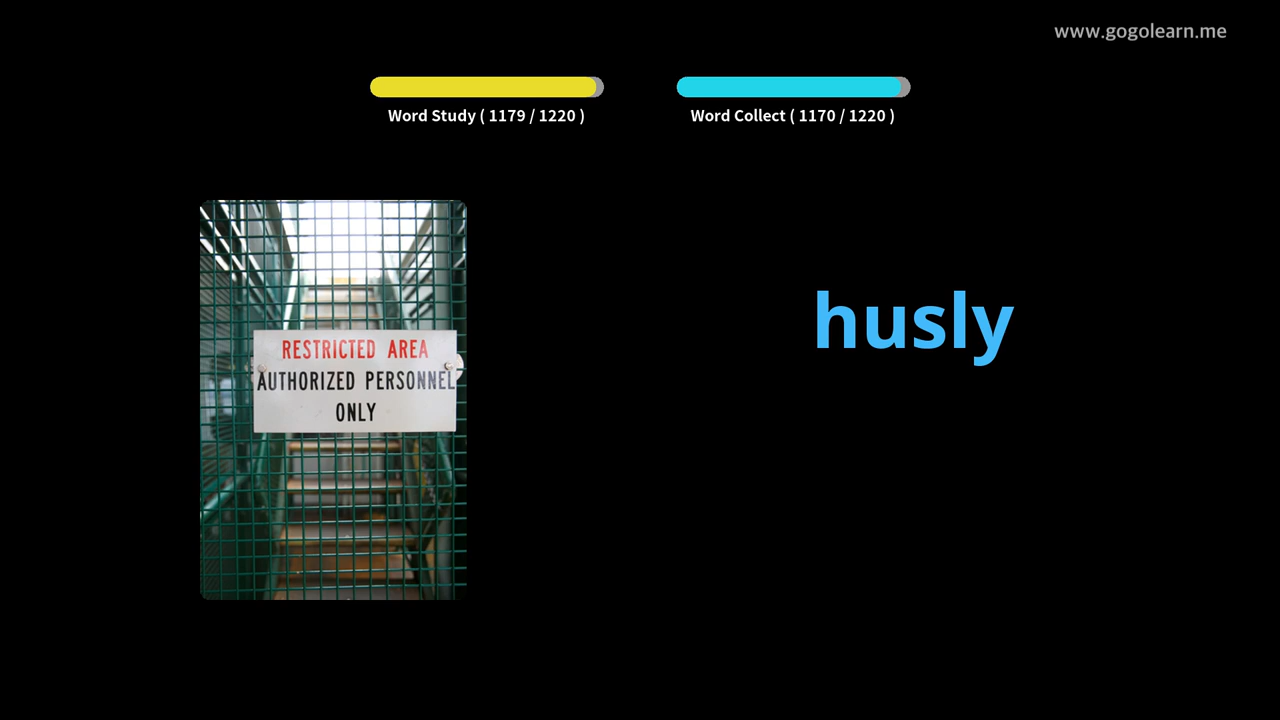 www.gogolearn.me
Word Study ( 1179 / 1220 )
Word Collect ( 1170 / 1220 )
RESTRICTED AREA
AUTHORIZED PERSONNEL
ONLY
husly